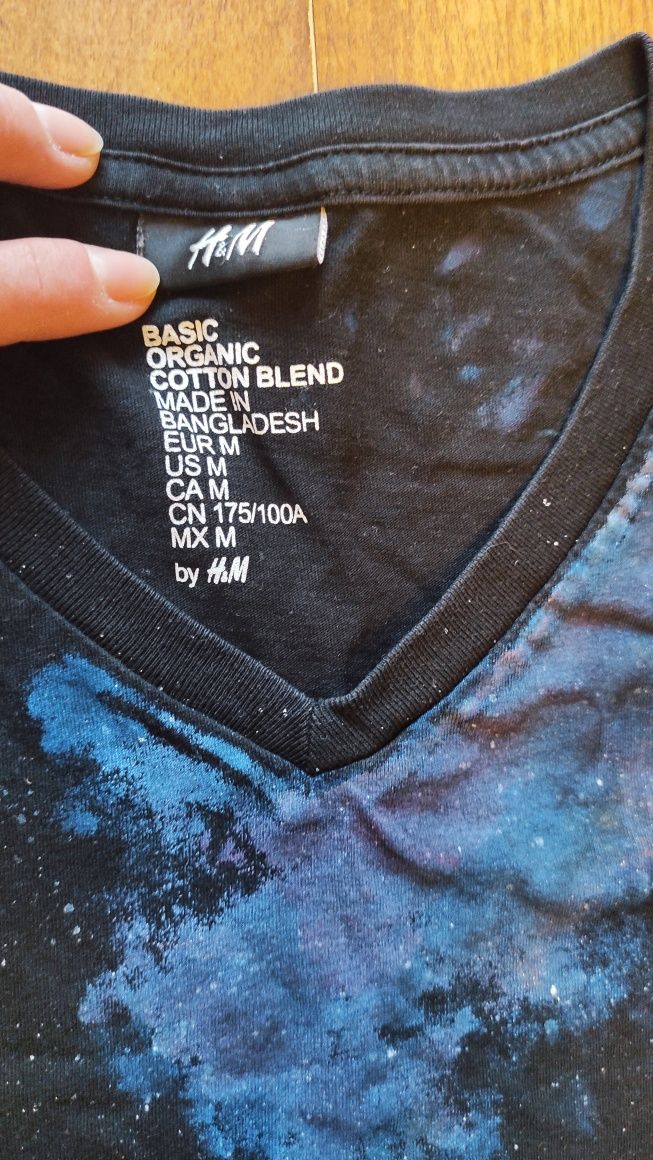 H&M
BASIC
ORGANIC
COTTON BLEND
MADE IN
BANGLADESH
EUR M
US M
CA M
CN 175/100A
MX M
by H&M